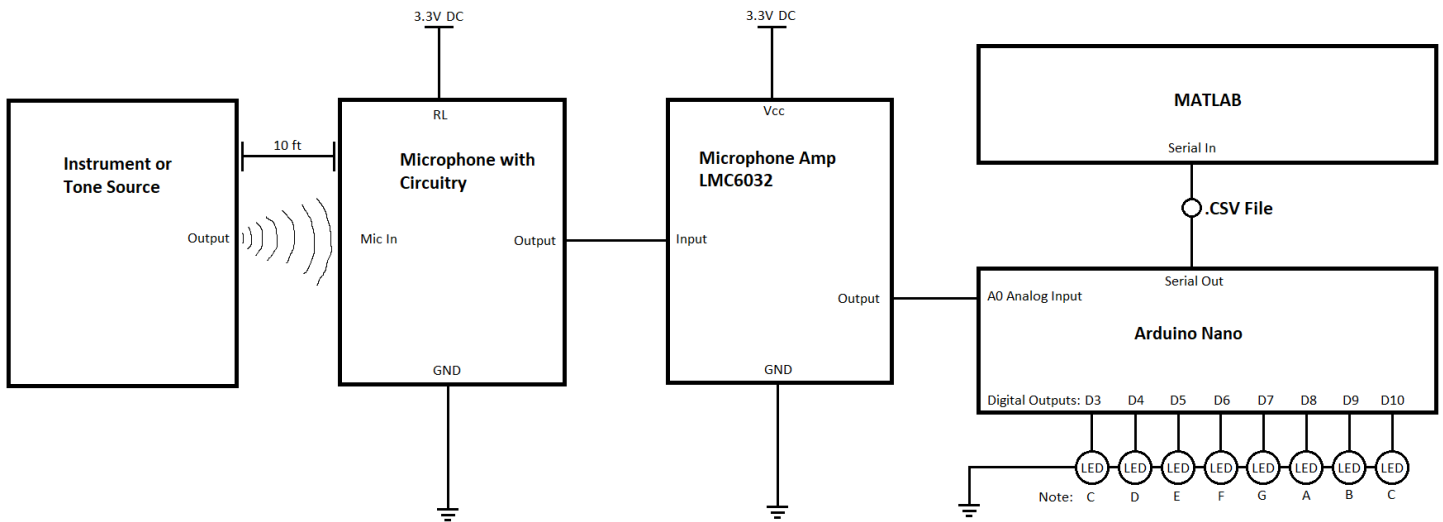 3.3V DC
3.3V DC
Instrument or
Tone Source
Output
10 ft
RL
Microphone with
Circuitry
Mic In
Output
GND
Vcc
Microphone Amp
LMC6032
Input
Output
GND
MATLAB
Serial In
.CSV File
Serial Out
A0 Analog Input
Arduino Nano
Digital Outputs: D3 D4 D5 D6 D7 D8 D9 D10
LED LED LED LED LED LED LED LED
Note: C D E F G A B C